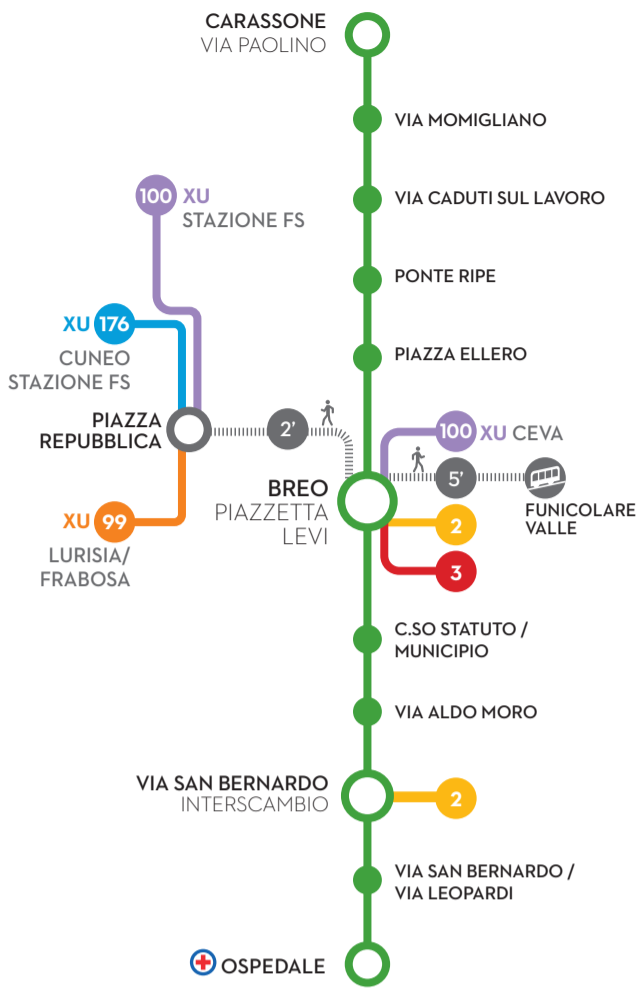 CARASSONE
VIA PAOLINO
VIA MOMIGLIANO
100 XU
STAZIONE FS
VIA CADUTI SUL LAVORO
PONTE RIPE
XU 176
CUNEO
STAZIONE FS
PIAZZA ELLERO
PIAZZA
REPUBBLICA
2'
100 XU CEVA
5'
FUNICOLARE
VALLE
BREO
PIAZZETTA
LEVI
2
3
XU 99
LURISIA/
FRABOSA
C.SO STATUTO /
MUNICIPIO
VIA ALDO MORO
VIA SAN BERNARDO
INTERSCAMBIO
2
VIA SAN BERNARDO /
VIA LEOPARDI
OSPEDALE